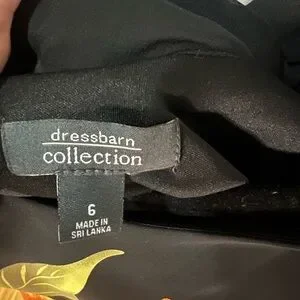 dressbarn
collection
6
MADE IN
SRI LANKA